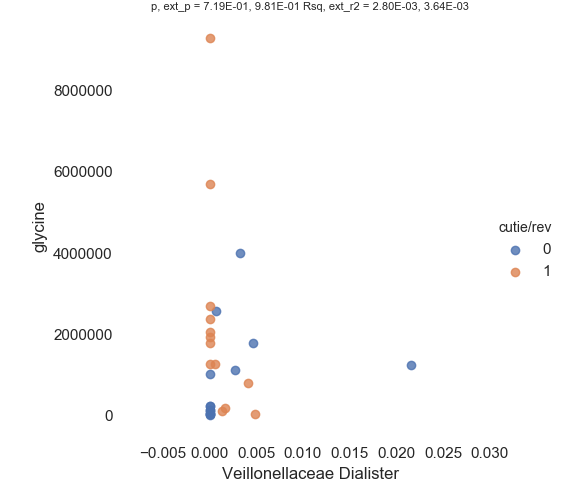 p, ext_p = 7.19E-01, 9.81E-01 Rsq, ext_r2 = 2.80E-03, 3.64E-03
8000000
6000000
4000000
2000000
0
glycine
cutie/rev
0
1
−0.005 0.000 0.005 0.010 0.015 0.020 0.025 0.030
Veillonellaceae Dialister